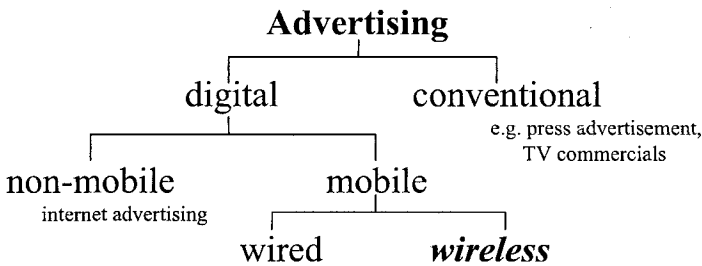 Advertising
digital
conventional
e.g. press advertisement,
TV commercials
non-mobile
mobile
internet advertising
wired
wireless